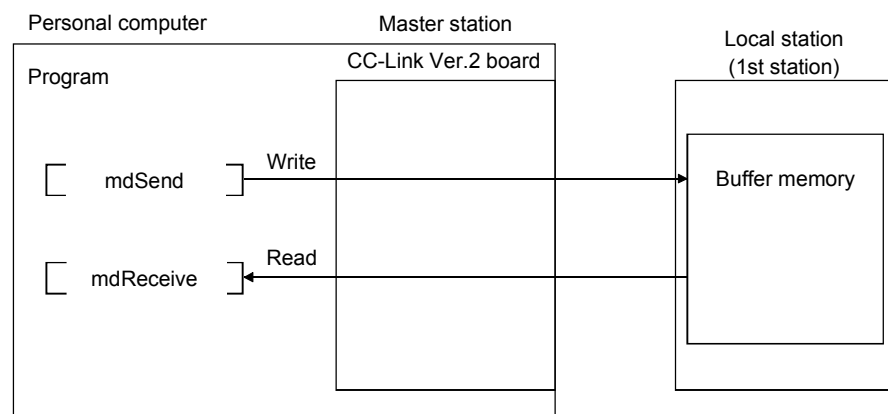 Personal computer
Master station
Local station
(1st station)
CC-Link Ver.2 board
Program
mdSend
Write
Buffer memory
mdReceive
Read